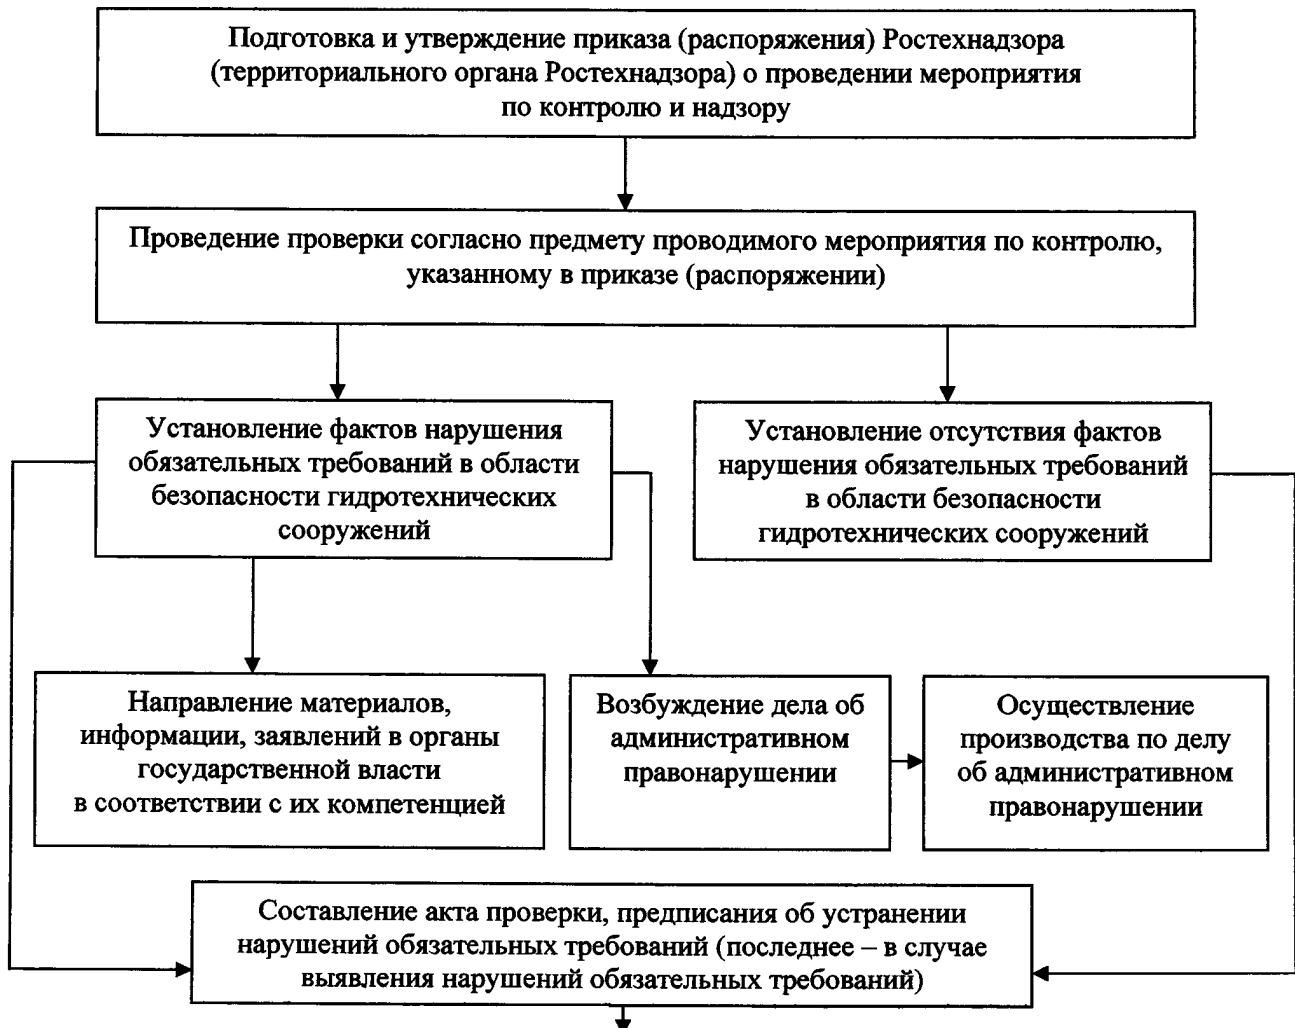 Подготовка и утверждение приказа (распоряжения) Ростехнадзора
(территориального органа Ростехнадзора) о проведении мероприятия
по контролю и надзору
Проведение проверки согласно предмету проводимого мероприятия по контролю,
указанному в приказе (распоряжении)
Установление фактов нарушения
обязательных требований в области
безопасности гидротехнических
сооружений
Установление отсутствия фактов
нарушения обязательных требований
в области безопасности
гидротехнических сооружений
Направление материалов,
информации, заявлений в органы
государственной власти
в соответствии с их компетенцией
Возбуждение дела об
административном
правонарушении
Осуществление
производства по делу
об административном
правонарушении
Составление акта проверки, предписания об устранении
нарушений обязательных требований (последнее – в случае
выявления нарушений обязательных требований)